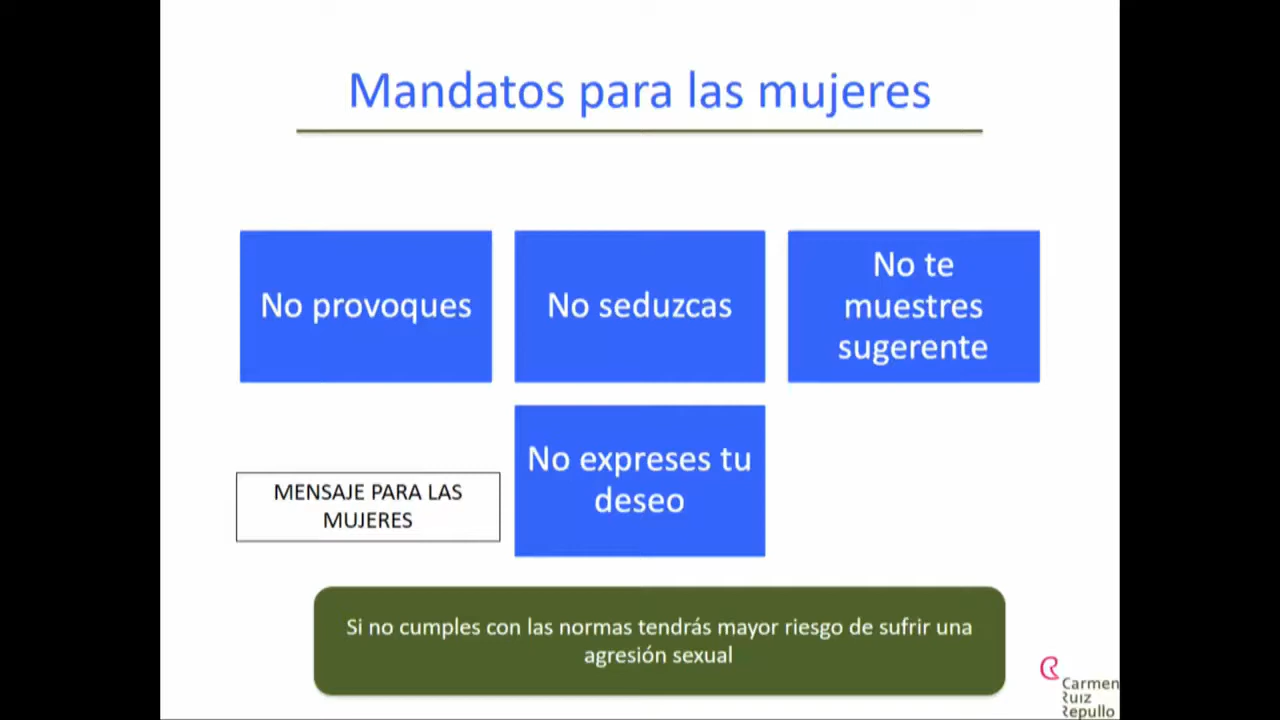 Mandatos para las mujeres
No provoques
No seduzcas
No te
muestres
sugerente
No expreses tu
deseo
MENSAJE PARA LAS
MUJERES
Si no cumples con las normas tendrás mayor riesgo de sufrir una
agresión sexual
Carmen
Ruiz
Repullo